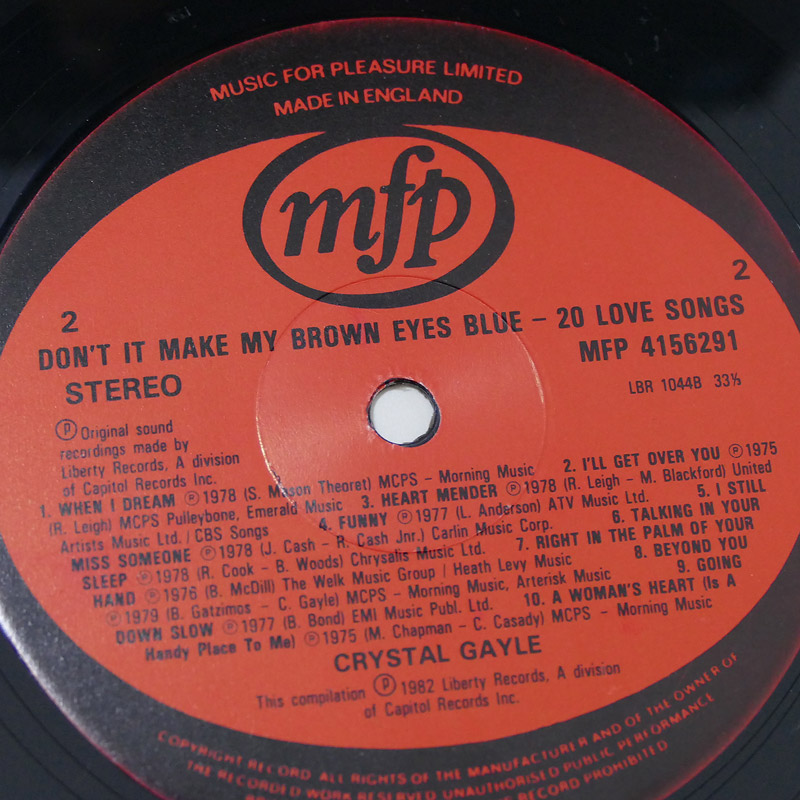 MUSIC FOR PLEASURE LIMITED
MADE IN ENGLAND
mfp
2
2
DON'T IT MAKE MY BROWN EYES BLUE – 20 LOVE SONGS
STEREO
MFP 4156291
LBR 1044B 33⅓
Ⓟ Original sound
recordings made by
Liberty Records, A division
of Capitol Records Inc.
1. WHEN I DREAM Ⓟ 1978 (S. Mason Theoret) MCPS – Morning Music 2. I'LL GET OVER YOU Ⓟ 1975
(R. Leigh) MCPS Pulleybone, Emerald Music 3. HEART MENDER Ⓟ 1978 (R. Leigh – M. Blackford) United
Artists Music Ltd./CBS Songs 4. FUNNY Ⓟ 1977 (L. Anderson) ATV Music Ltd. 5. I STILL
MISS SOMEONE Ⓟ 1978 (J. Cash – R. Cash Jnr.) Carlin Music Corp. 6. TALKING IN YOUR
SLEEP Ⓟ 1978 (R. Cook – B. Woods) Chrysalis Music Ltd. 7. RIGHT IN THE PALM OF YOUR
HAND Ⓟ 1976 (B. McDill) The Welk Music Group / Heath Levy Music 8. BEYOND YOU
Ⓟ 1979 (B. Gatzimos – C. Gayle) MCPS – Morning Music, Arterisk Music 9. GOING
DOWN SLOW Ⓟ 1977 (B. Bond) EMI Music Publ. Ltd. 10. A WOMAN'S HEART (Is A
Handy Place To Me) Ⓟ 1975 (M. Chapman – C. Casady) MCPS – Morning Music
CRYSTAL GAYLE
This compilation Ⓟ 1982 Liberty Records, A division
of Capitol Records Inc.
COPYRIGHT RECORD ALL RIGHTS OF THE MANUFACTURER AND OF THE OWNER OF
THE RECORDED WORK RESERVED UNAUTHORISED PUBLIC PERFORMANCE
RECORD PROHIBITED